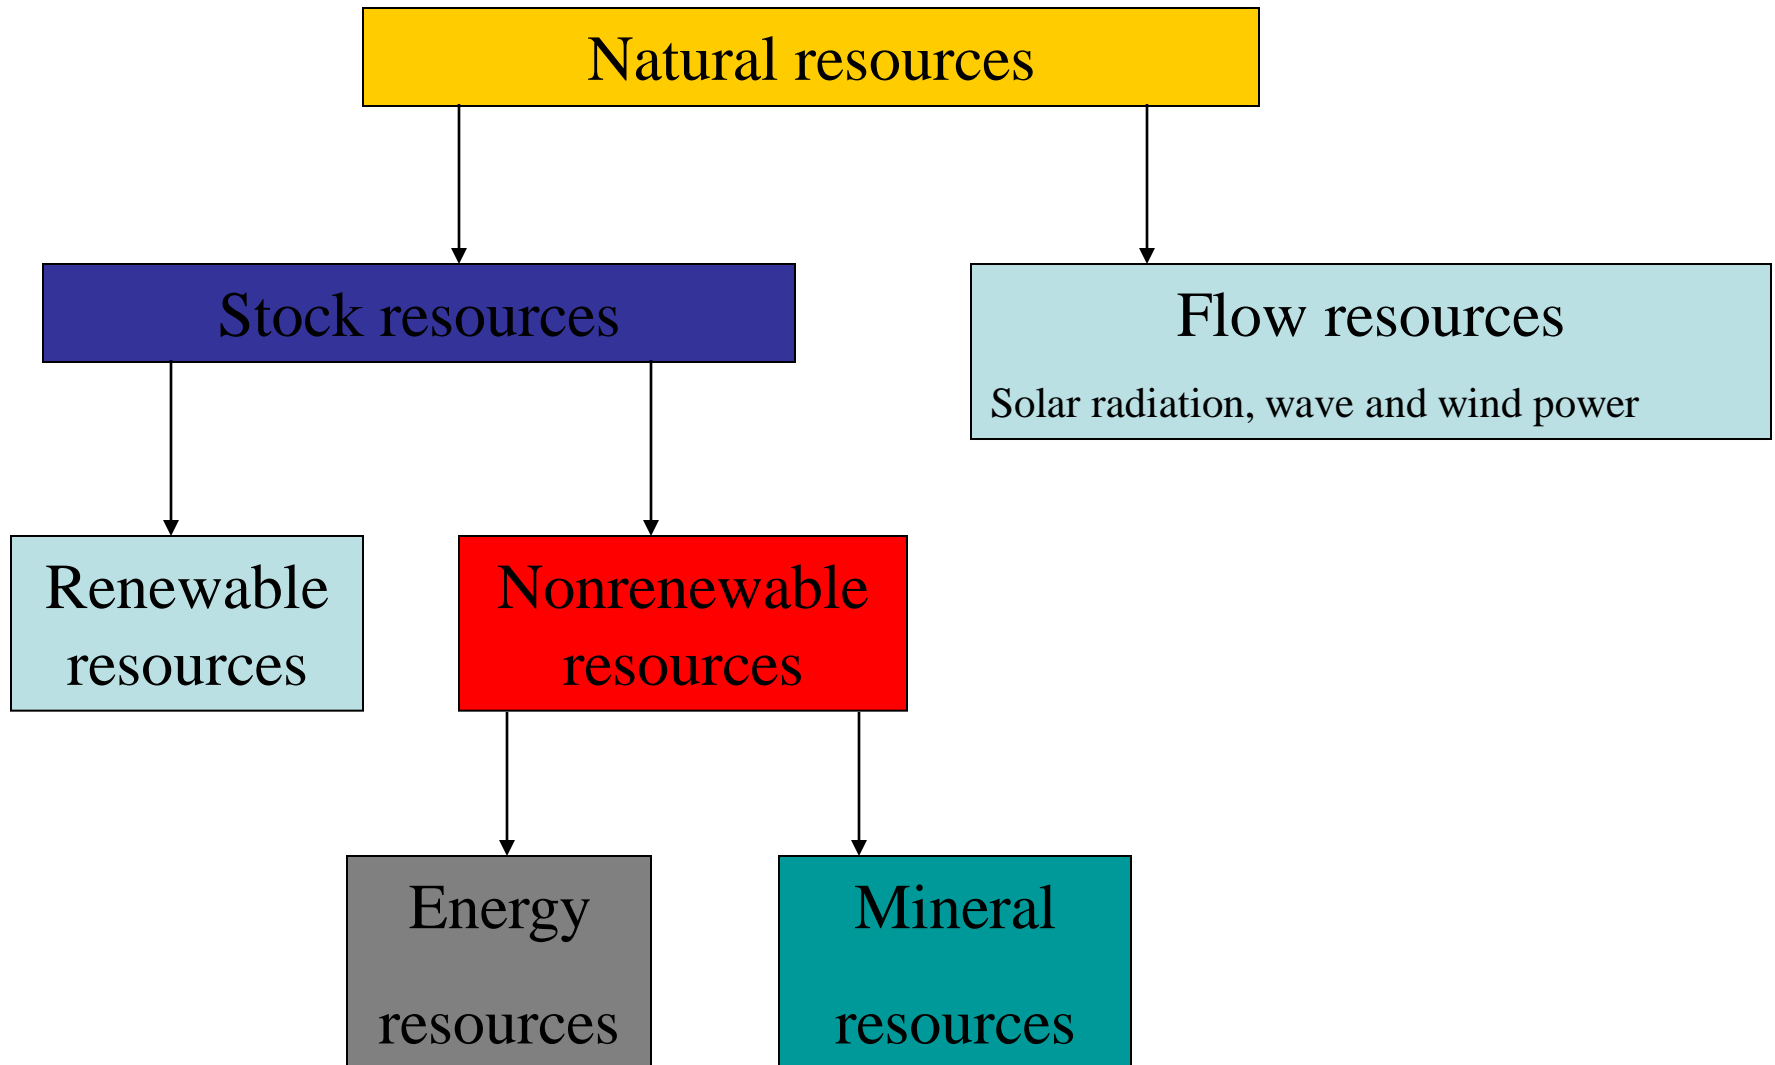 Natural resources
Stock resources
Flow resources
Solar radiation, wave and wind power
Renewable
resources
Nonrenewable
resources
Energy
resources
Mineral
resources